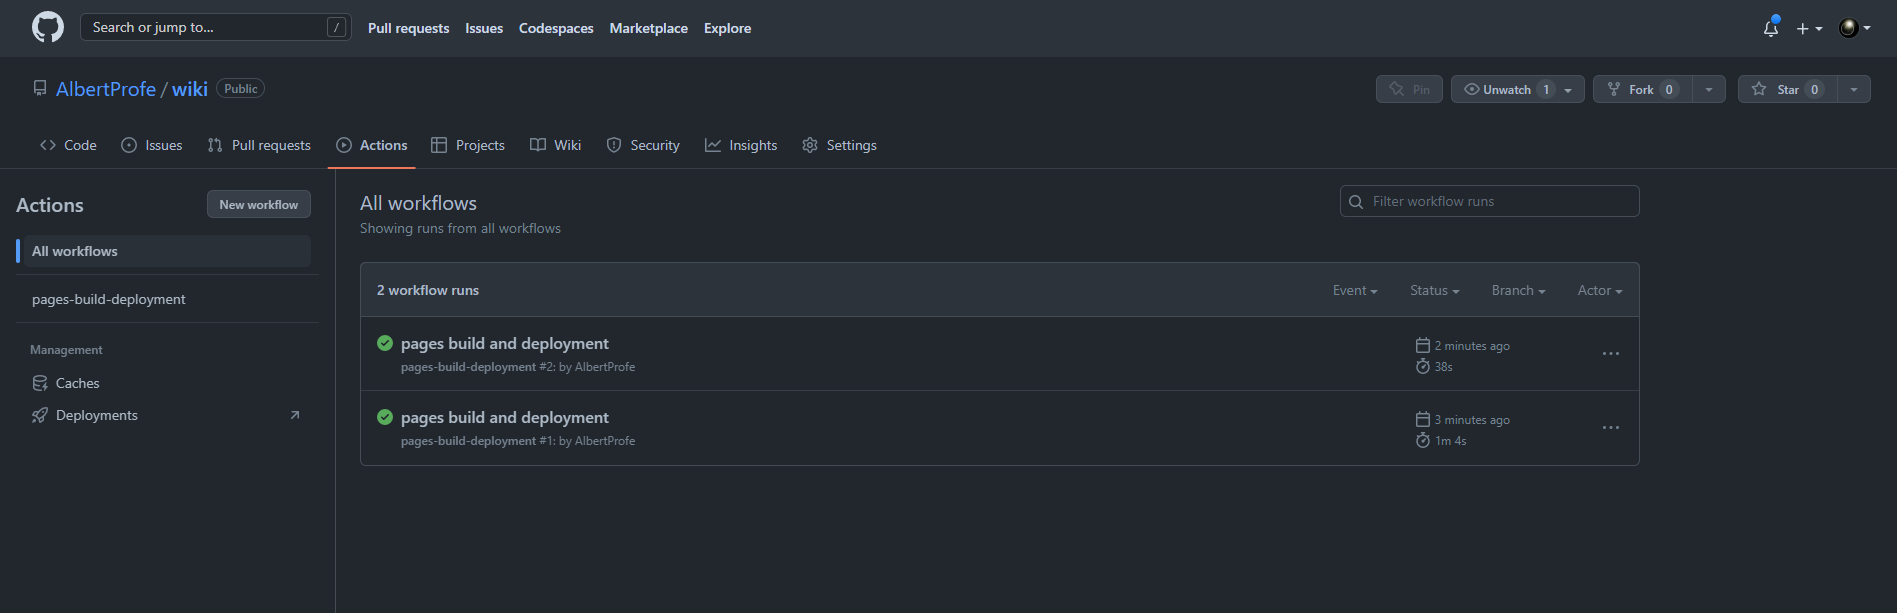 Search or jump to... /
Pull requests Issues Codespaces Marketplace Explore
AlbertProfe / wiki Public
Pin Unwatch 1 Fork 0 Star 0
Code Issues Pull requests Actions Projects Wiki Security Insights Settings
Actions New workflow
All workflows
pages-build-deployment
Management
Caches
Deployments
All workflows
Showing runs from all workflows
Filter workflow runs
2 workflow runs Event Status Branch Actor
pages build and deployment 2 minutes ago
pages-build-deployment #2: by AlbertProfe 38s
pages build and deployment 3 minutes ago
pages-build-deployment #1: by AlbertProfe 1m 4s